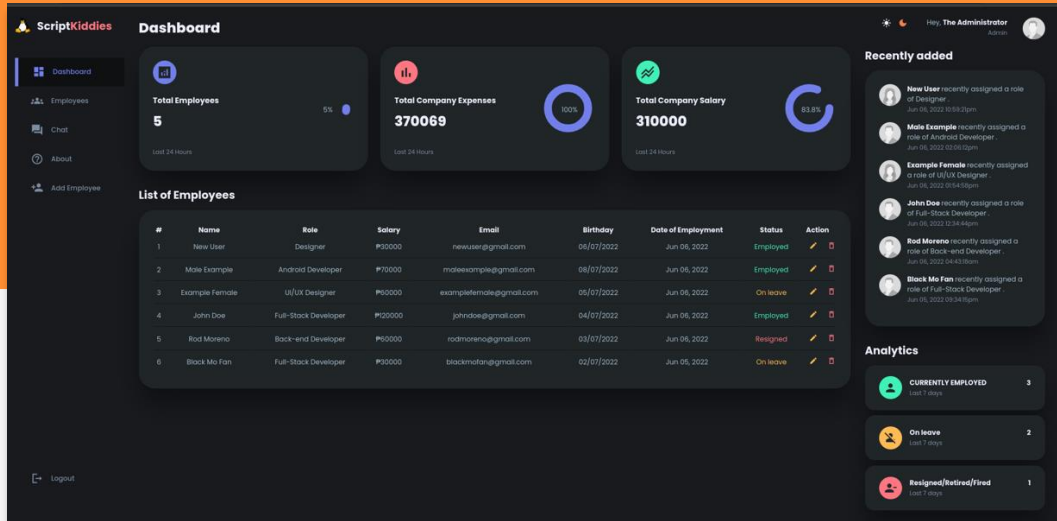 ScriptKiddies
Dashboard
Employees
Chat
About
Add Employee
Logout
Dashboard
Total Employees
5
5%
Last 24 Hours
Total Company Expenses
370069
100%
Last 24 Hours
Total Company Salary
310000
83.8%
Last 24 Hours
List of Employees
# Name Role Salary Email Birthday Date of Employment Status Action
1 New User Designer ₱30000 newuser@gmail.com 06/07/2022 Jun 06, 2022 Employed
2 Male Example Android Developer ₱70000 maleexample@gmail.com 08/07/2022 Jun 06, 2022 Employed
3 Example Female UI/UX Designer ₱60000 examplefemale@gmail.com 05/07/2022 Jun 06, 2022 On leave
4 John Doe Full-Stack Developer ₱120000 johndoe@gmail.com 04/07/2022 Jun 06, 2022 Employed
5 Rod Moreno Back-end Developer ₱60000 rodmoreno@gmail.com 03/07/2022 Jun 06, 2022 Resigned
6 Black Mo Fan Full-Stack Developer ₱30000 blackmofan@gmail.com 02/07/2022 Jun 05, 2022 On leave
Hey, The Administrator
Admin
Recently added
New User recently assigned a role
of Designer .
Jun 06, 2022 10:59:21pm
Male Example recently assigned a
role of Android Developer .
Jun 06, 2022 02:06:12pm
Example Female recently assigned
a role of UI/UX Designer .
Jun 06, 2022 01:54:58pm
John Doe recently assigned a role
of Full-Stack Developer .
Jun 06, 2022 12:34:44pm
Rod Moreno recently assigned a
role of Back-end Developer .
Jun 06, 2022 04:43:18am
Black Mo Fan recently assigned a
role of Full-Stack Developer .
Jun 05, 2022 09:34:15pm
Analytics
CURRENTLY EMPLOYED 3
Last 7 days
On leave 2
Last 7 days
Resigned/Retired/Fired 1
Last 7 days